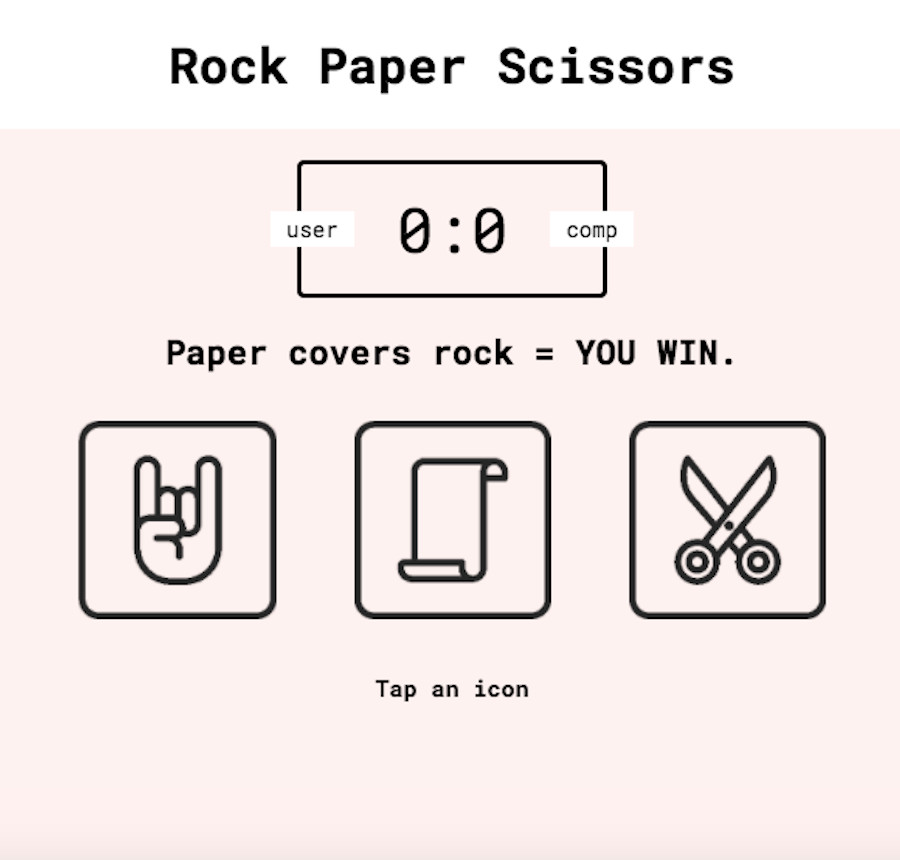 Rock Paper Scissors
user 0:0 comp
Paper covers rock = YOU WIN.
Tap an icon